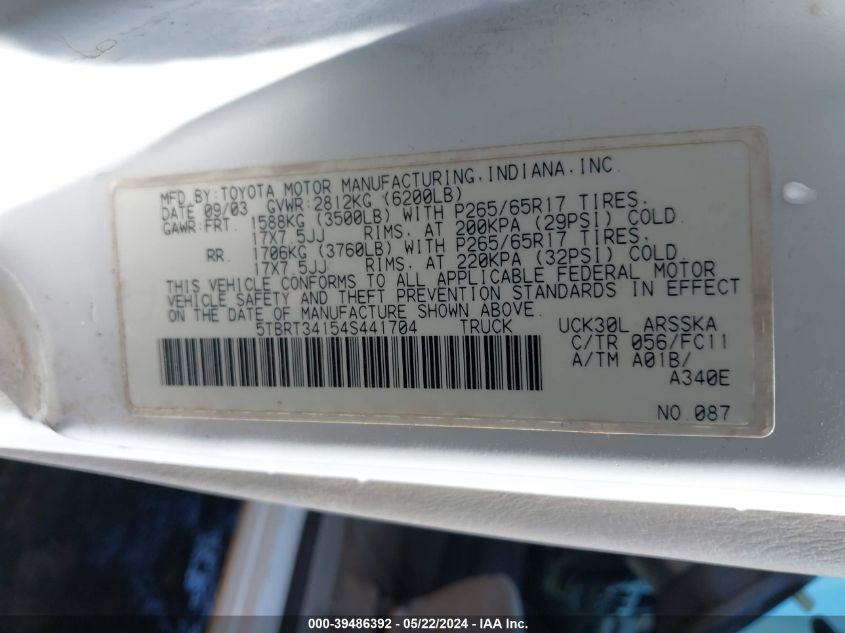 MFD.BY:TOYOTA MOTOR MANUFACTURING,INDIANA,INC.
DATE 09/03 GVWR:2812KG (6200LB)
GAWR:FRT. 1588KG (3500LB) WITH P265/65R17 TIRES,
17X7.5JJ RIMS, AT 200KPA (29PSI) COLD.
RR. 1706KG (3760LB) WITH P265/65R17 TIRES,
17X7.5JJ RIMS, AT 220KPA (32PSI) COLD.
THIS VEHICLE CONFORMS TO ALL APPLICABLE FEDERAL MOTOR
VEHICLE SAFETY AND THEFT PREVENTION STANDARDS IN EFFECT
ON THE DATE OF MANUFACTURE SHOWN ABOVE.
5TBRT34154S441704 TRUCK UCK30L ARSSKA
C/TR 056/FC11
A/TM A01B/
A340E
NO.087
000-39486392 - 05/22/2024 - IAA Inc.